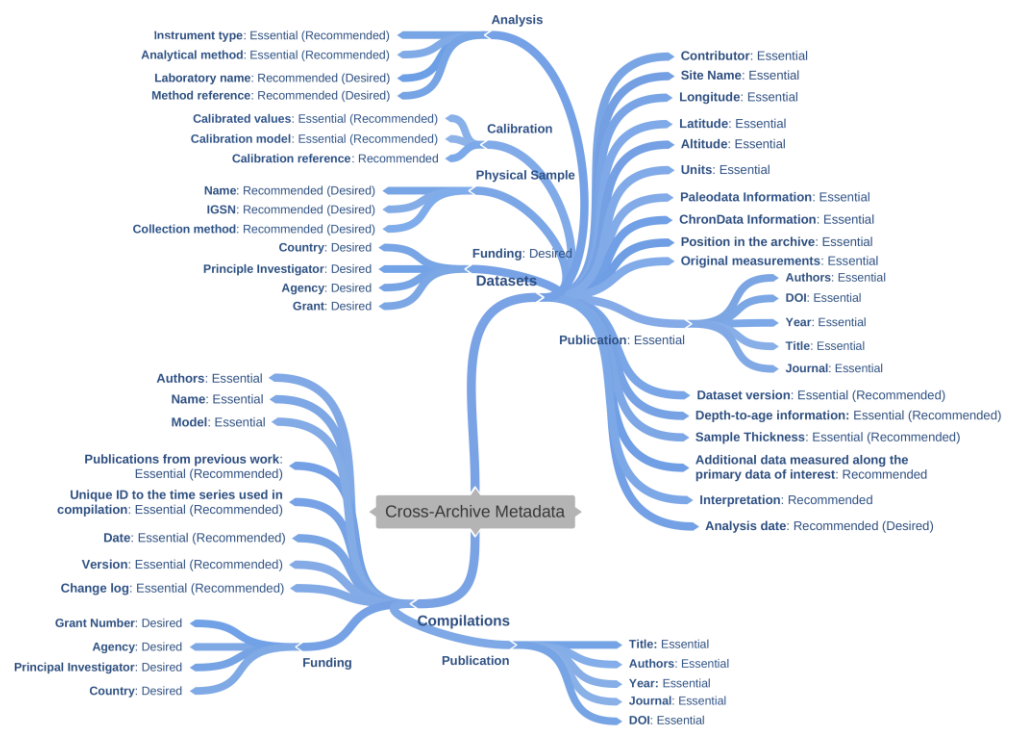 Analysis
Instrument type: Essential (Recommended)
Analytical method: Essential (Recommended)
Laboratory name: Recommended (Desired)
Method reference: Recommended (Desired)
Calibration
Calibrated values: Essential (Recommended)
Calibration model: Essential (Recommended)
Calibration reference: Recommended
Physical Sample
Name: Recommended (Desired)
IGSN: Recommended (Desired)
Collection method: Recommended (Desired)
Funding: Desired
Country: Desired
Principle Investigator: Desired
Agency: Desired
Grant: Desired
Datasets
Contributor: Essential
Site Name: Essential
Longitude: Essential
Latitude: Essential
Altitude: Essential
Units: Essential
Paleodata Information: Essential
ChronData Information: Essential
Position in the archive: Essential
Original measurements: Essential
Publication: Essential
Authors: Essential
DOI: Essential
Year: Essential
Title: Essential
Journal: Essential
Dataset version: Essential (Recommended)
Depth-to-age information: Essential (Recommended)
Sample Thickness: Essential (Recommended)
Additional data measured along the
primary data of interest: Recommended
Interpretation: Recommended
Analysis date: Recommended (Desired)
Cross-Archive Metadata
Authors: Essential
Name: Essential
Model: Essential
Publications from previous work:
Essential (Recommended)
Unique ID to the time series used in
compilation: Essential (Recommended)
Date: Essential (Recommended)
Version: Essential (Recommended)
Change log: Essential (Recommended)
Compilations
Funding
Grant Number: Desired
Agency: Desired
Principal Investigator: Desired
Country: Desired
Publication
Title: Essential
Authors: Essential
Year: Essential
Journal: Essential
DOI: Essential